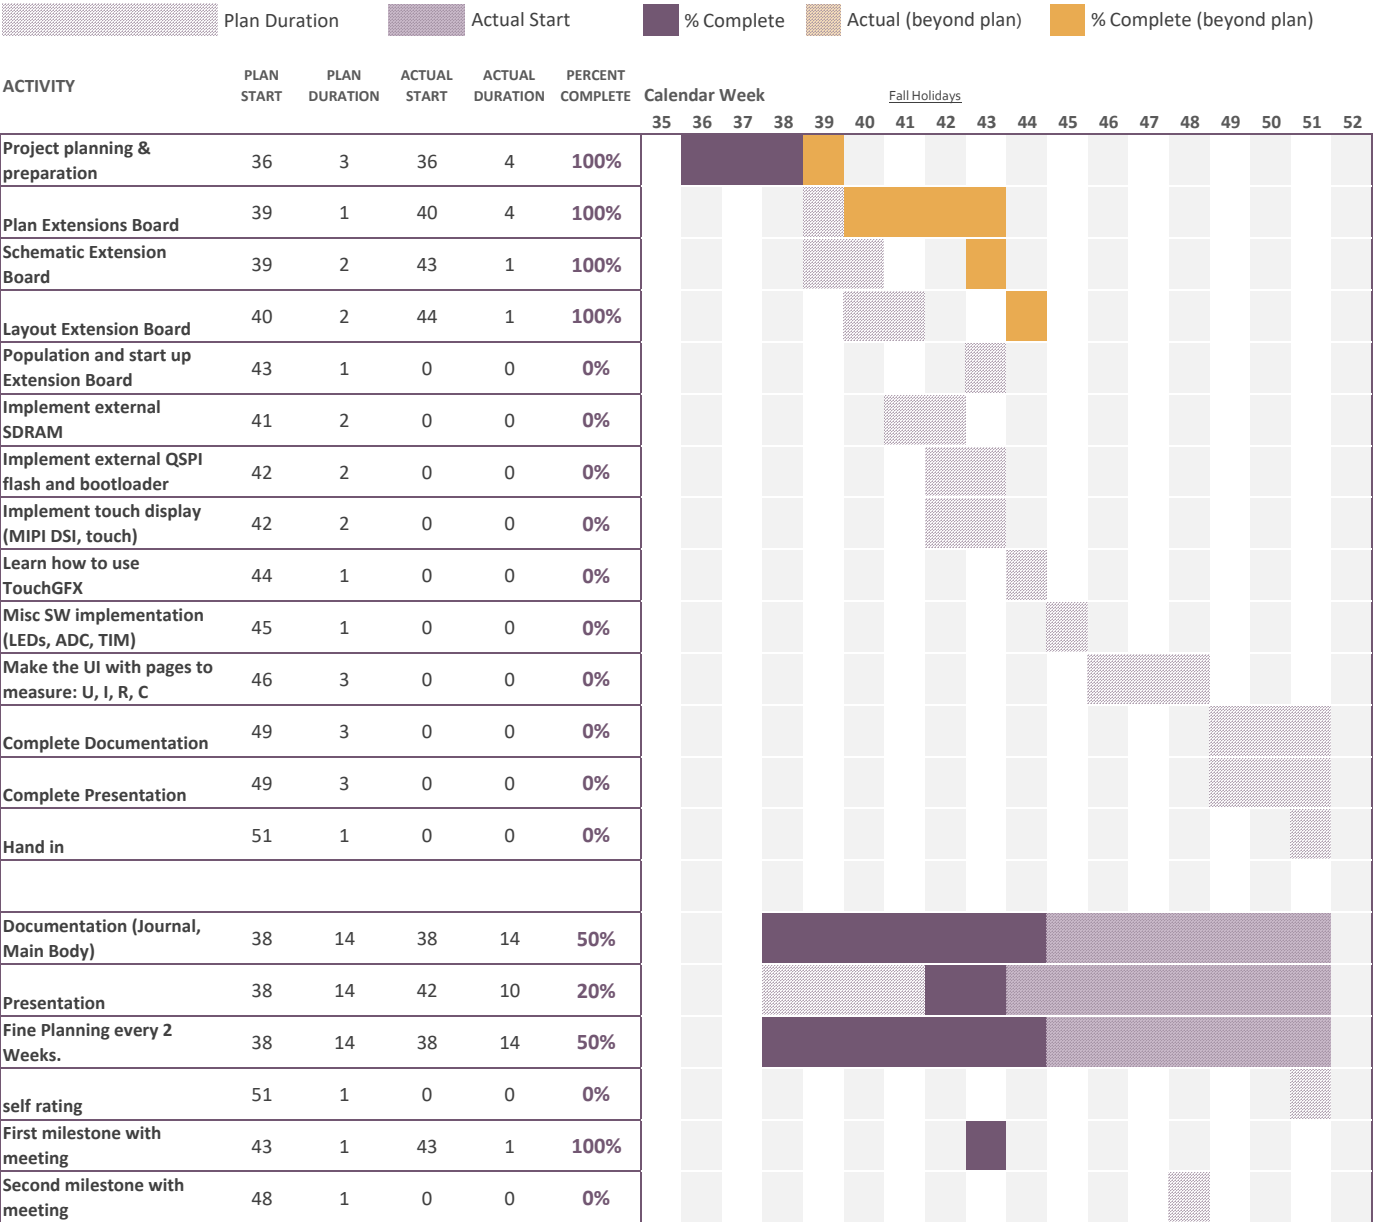 Plan Duration Actual Start % Complete Actual (beyond plan) % Complete (beyond plan)
ACTIVITY PLAN START PLAN DURATION ACTUAL START ACTUAL DURATION PERCENT COMPLETE Calendar Week Fall Holidays
35 36 37 38 39 40 41 42 43 44 45 46 47 48 49 50 51 52
Project planning &
preparation 36 3 36 4 100%
Plan Extensions Board 39 1 40 4 100%
Schematic Extension
Board 39 2 43 1 100%
Layout Extension Board 40 2 44 1 100%
Population and start up
Extension Board 43 1 0 0 0%
Implement external
SDRAM 41 2 0 0 0%
Implement external QSPI
flash and bootloader 42 2 0 0 0%
Implement touch display
(MIPI DSI, touch) 42 2 0 0 0%
Learn how to use
TouchGFX 44 1 0 0 0%
Misc SW implementation
(LEDs, ADC, TIM) 45 1 0 0 0%
Make the UI with pages to
measure: U, I, R, C 46 3 0 0 0%
Complete Documentation 49 3 0 0 0%
Complete Presentation 49 3 0 0 0%
Hand in 51 1 0 0 0%
Documentation (Journal,
Main Body) 38 14 38 14 50%
Presentation 38 14 42 10 20%
Fine Planning every 2
Weeks. 38 14 38 14 50%
self rating 51 1 0 0 0%
First milestone with
meeting 43 1 43 1 100%
Second milestone with
meeting 48 1 0 0 0%